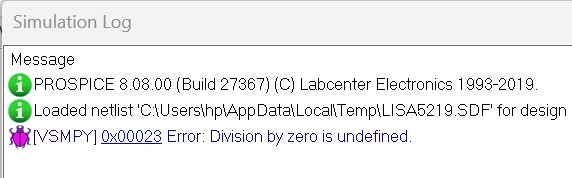 Simulation Log
Message
PROSPICE 8.08.00 (Build 27367) (C) Labcenter Electronics 1993-2019.
Loaded netlist 'C:\Users\hp\AppData\Local\Temp\LISA5219.SDF' for design
[VSMPY] 0x00023 Error: Division by zero is undefined.